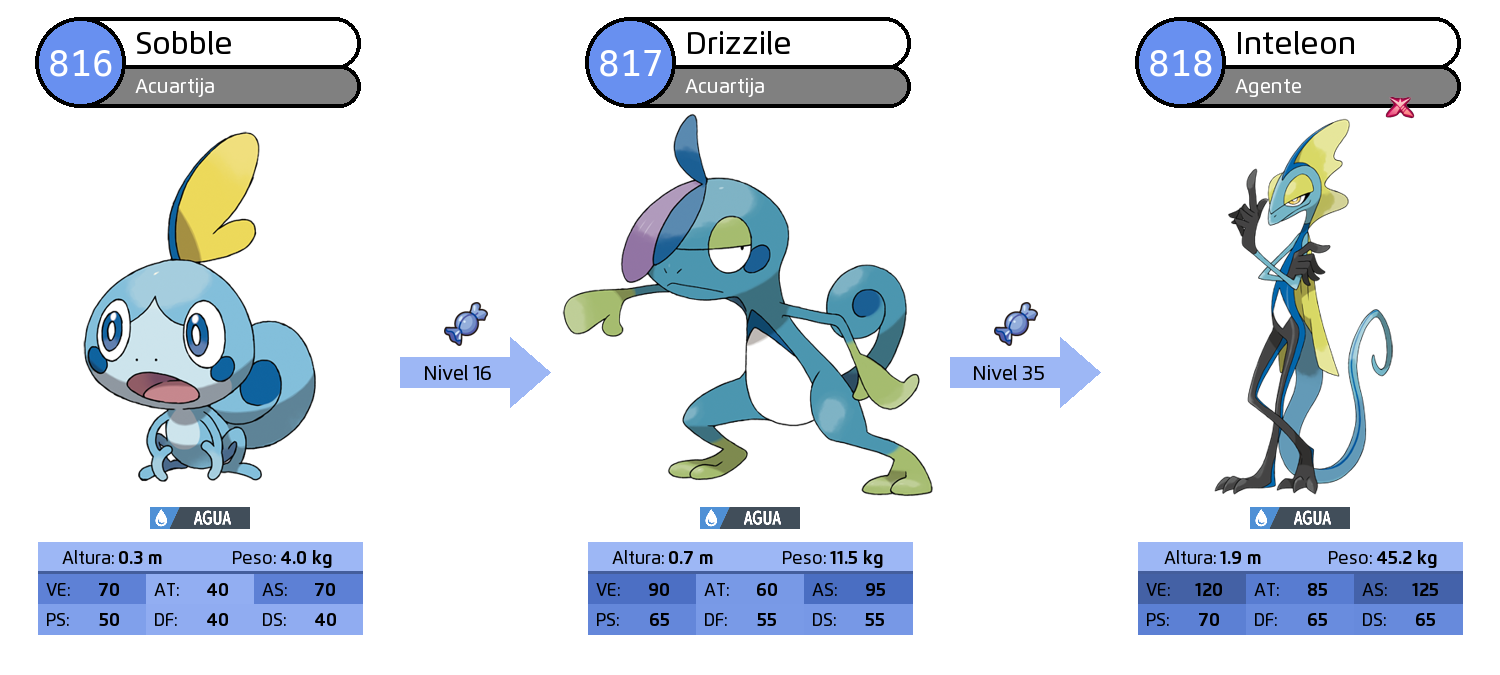 816 Sobble
Acuartija
AGUA
Altura: 0.3 m Peso: 4.0 kg
VE: 70 AT: 40 AS: 70
PS: 50 DF: 40 DS: 40
Nivel 16
817 Drizzile
Acuartija
AGUA
Altura: 0.7 m Peso: 11.5 kg
VE: 90 AT: 60 AS: 95
PS: 65 DF: 55 DS: 55
Nivel 35
818 Inteleon
Agente
AGUA
Altura: 1.9 m Peso: 45.2 kg
VE: 120 AT: 85 AS: 125
PS: 70 DF: 65 DS: 65